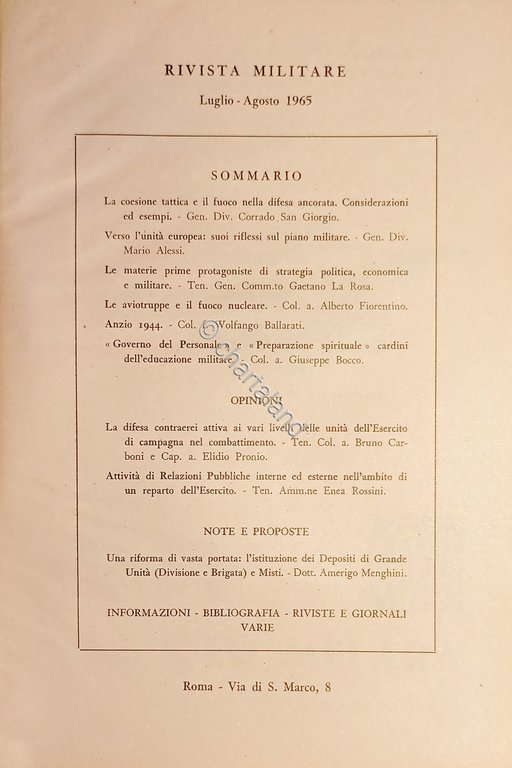 RIVISTA MILITARE
Luglio - Agosto 1965
SOMMARIO
La coesione tattica e il fuoco nella difesa ancorata. Considerazioni
ed esempi. - Gen. Div. Corrado San Giorgio.
Verso l'unità europea: suoi riflessi sul piano militare. - Gen. Div.
Mario Alessi.
Le materie prime protagoniste di strategia politica, economica
e militare. - Ten. Gen. Comm.to Gaetano La Rosa.
Le aviotruppe e il fuoco nucleare. - Col. a. Alberto Fiorentino.
Anzio 1944. - Col. Wolfango Ballarati.
« Governo del Personale » e « Preparazione spirituale » cardini
dell'educazione militare. - Col. a. Giuseppe Bocco.
OPINIONI
La difesa contraerei attiva ai vari livelli delle unità dell'Esercito
di campagna nel combattimento. - Ten. Col. a. Bruno Car-
boni e Cap. a. Elidio Pronio.
Attività di Relazioni Pubbliche interne ed esterne nell'ambito di
un reparto dell'Esercito. - Ten. Amm.ne Enea Rossini.
NOTE E PROPOSTE
Una riforma di vasta portata: l'istituzione dei Depositi di Grande
Unità (Divisione e Brigata) e Misti. - Dott. Amerigo Menghini.
INFORMAZIONI - BIBLIOGRAFIA - RIVISTE E GIORNALI
VARIE
Roma - Via di S. Marco, 8
© chartaland